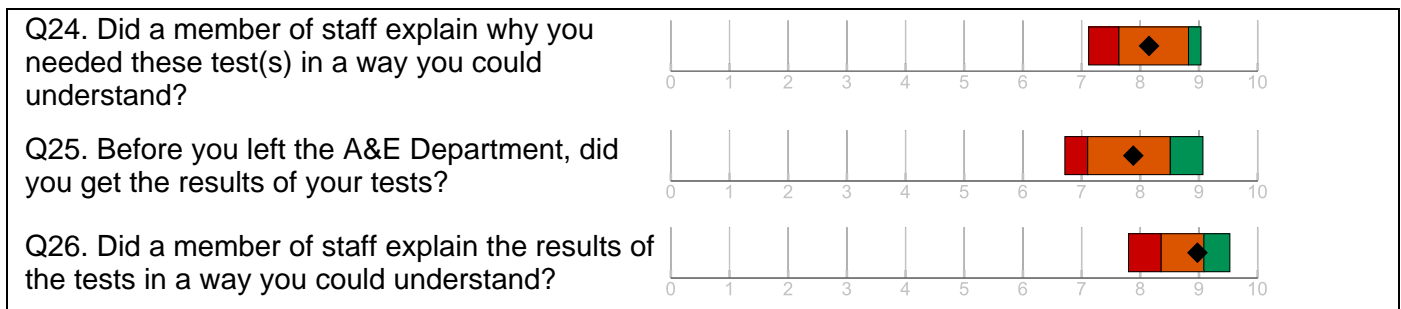 Q24. Did a member of staff explain why you
needed these test(s) in a way you could
understand?
0 1 2 3 4 5 6 7 8 9 10
Q25. Before you left the A&E Department, did
you get the results of your tests?
0 1 2 3 4 5 6 7 8 9 10
Q26. Did a member of staff explain the results of
the tests in a way you could understand?
0 1 2 3 4 5 6 7 8 9 10